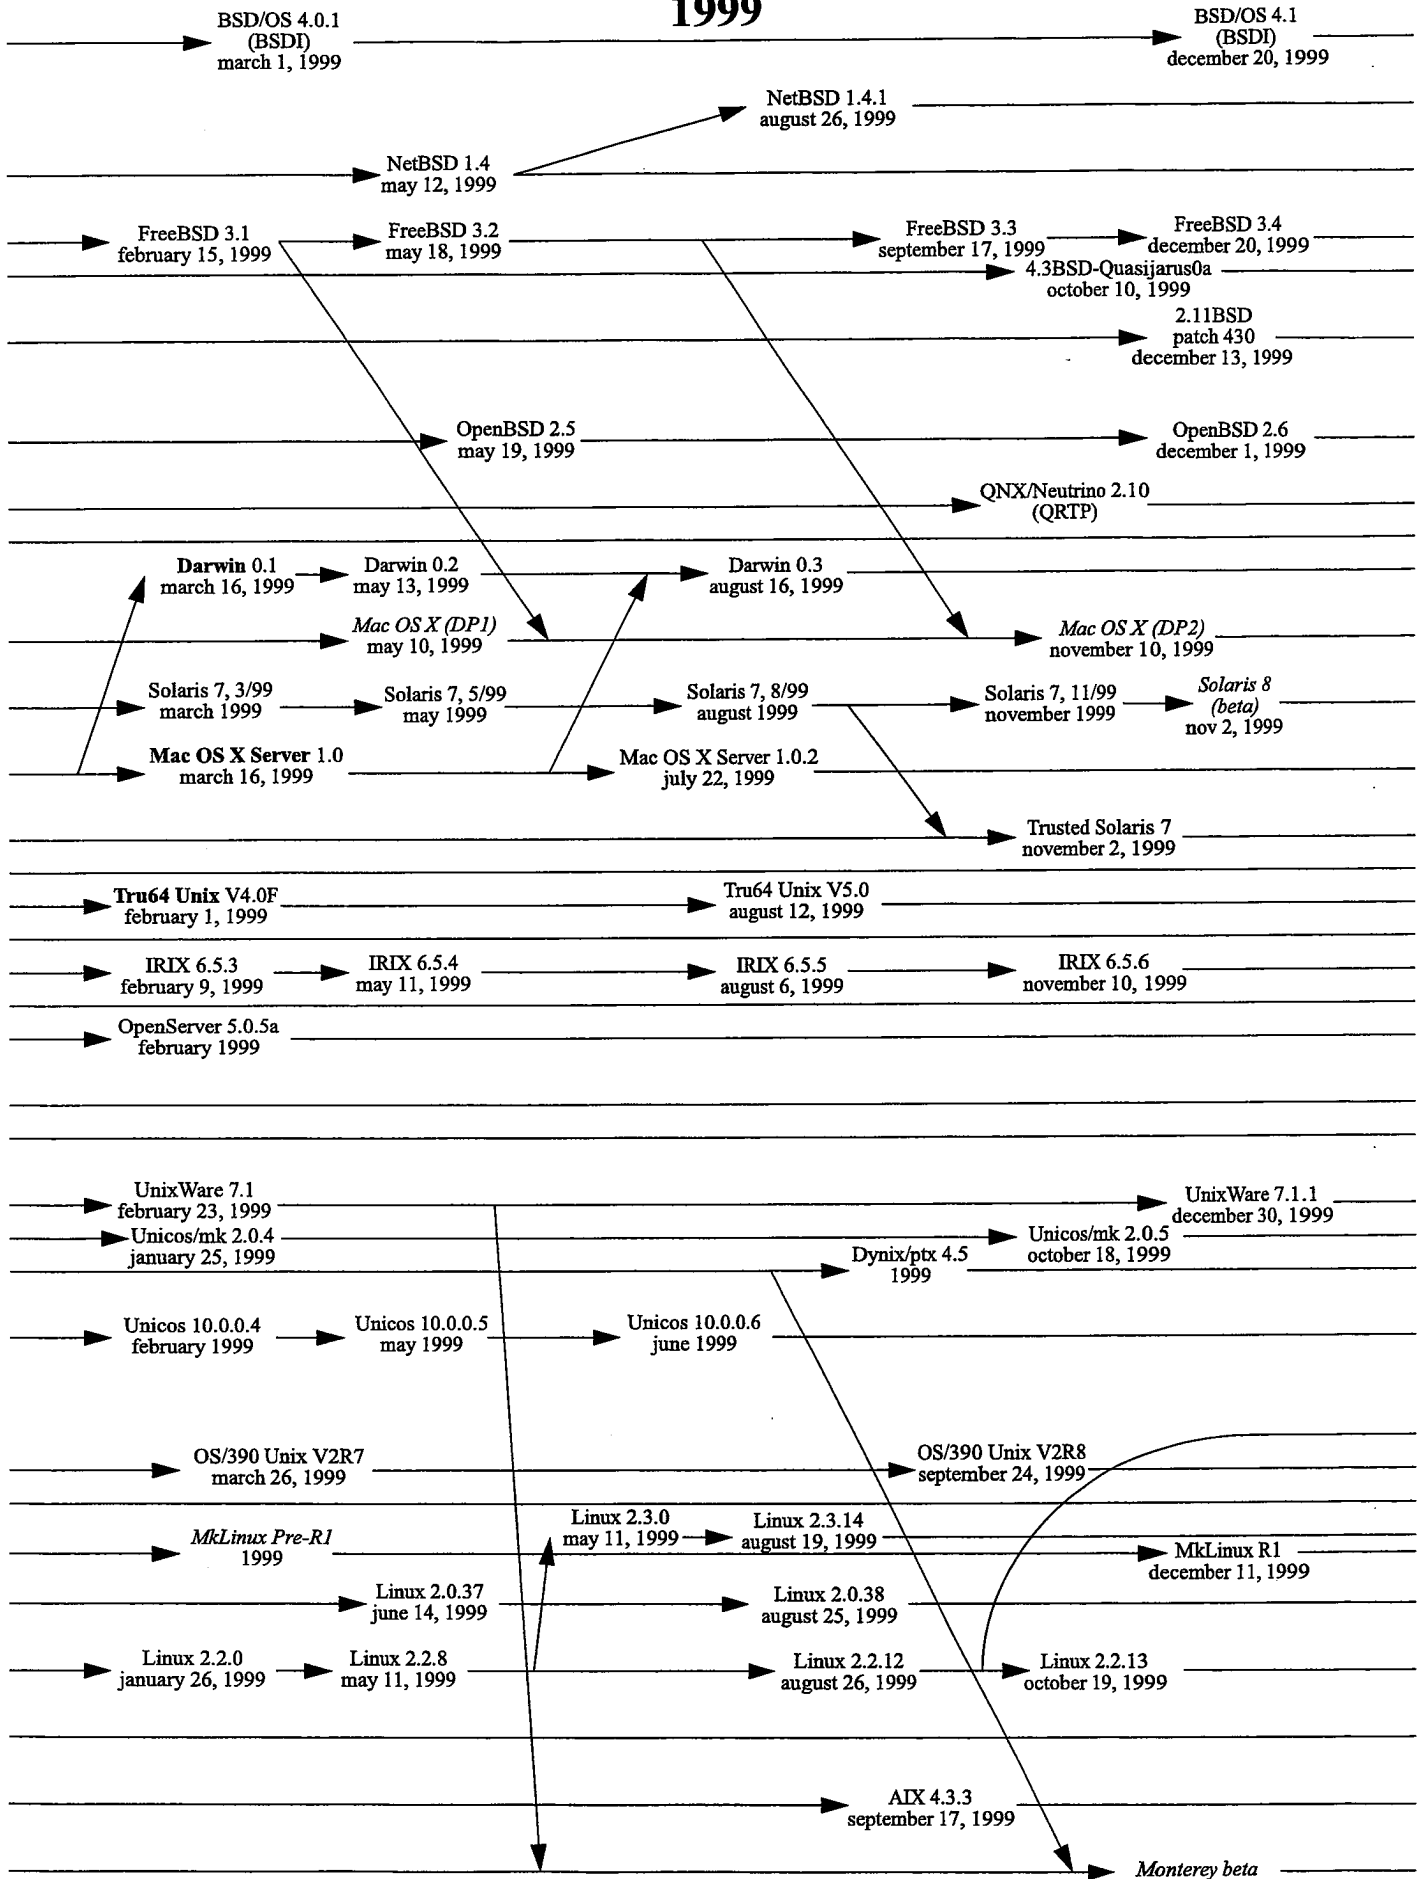 1999
BSD/OS 4.0.1
(BSDI)
march 1, 1999
BSD/OS 4.1
(BSDI)
december 20, 1999
NetBSD 1.4.1
august 26, 1999
NetBSD 1.4
may 12, 1999
FreeBSD 3.1
february 15, 1999
FreeBSD 3.2
may 18, 1999
FreeBSD 3.3
september 17, 1999
FreeBSD 3.4
december 20, 1999
4.3BSD-Quasijarus0a
october 10, 1999
2.11BSD
patch 430
december 13, 1999
OpenBSD 2.5
may 19, 1999
OpenBSD 2.6
december 1, 1999
QNX/Neutrino 2.10
(QRTP)
Darwin 0.1
march 16, 1999
Darwin 0.2
may 13, 1999
Darwin 0.3
august 16, 1999
Mac OS X (DP1)
may 10, 1999
Mac OS X (DP2)
november 10, 1999
Solaris 7, 3/99
march 1999
Solaris 7, 5/99
may 1999
Solaris 7, 8/99
august 1999
Solaris 7, 11/99
november 1999
Solaris 8
(beta)
nov 2, 1999
Mac OS X Server 1.0
march 16, 1999
Mac OS X Server 1.0.2
july 22, 1999
Trusted Solaris 7
november 2, 1999
Tru64 Unix V4.0F
february 1, 1999
Tru64 Unix V5.0
august 12, 1999
IRIX 6.5.3
february 9, 1999
IRIX 6.5.4
may 11, 1999
IRIX 6.5.5
august 6, 1999
IRIX 6.5.6
november 10, 1999
OpenServer 5.0.5a
february 1999
UnixWare 7.1
february 23, 1999
UnixWare 7.1.1
december 30, 1999
Unicos/mk 2.0.4
january 25, 1999
Unicos/mk 2.0.5
october 18, 1999
Dynix/ptx 4.5
1999
Unicos 10.0.0.4
february 1999
Unicos 10.0.0.5
may 1999
Unicos 10.0.0.6
june 1999
OS/390 Unix V2R7
march 26, 1999
OS/390 Unix V2R8
september 24, 1999
Linux 2.3.0
may 11, 1999
Linux 2.3.14
august 19, 1999
MkLinux Pre-R1
1999
MkLinux R1
december 11, 1999
Linux 2.0.37
june 14, 1999
Linux 2.0.38
august 25, 1999
Linux 2.2.0
january 26, 1999
Linux 2.2.8
may 11, 1999
Linux 2.2.12
august 26, 1999
Linux 2.2.13
october 19, 1999
AIX 4.3.3
september 17, 1999
Monterey beta